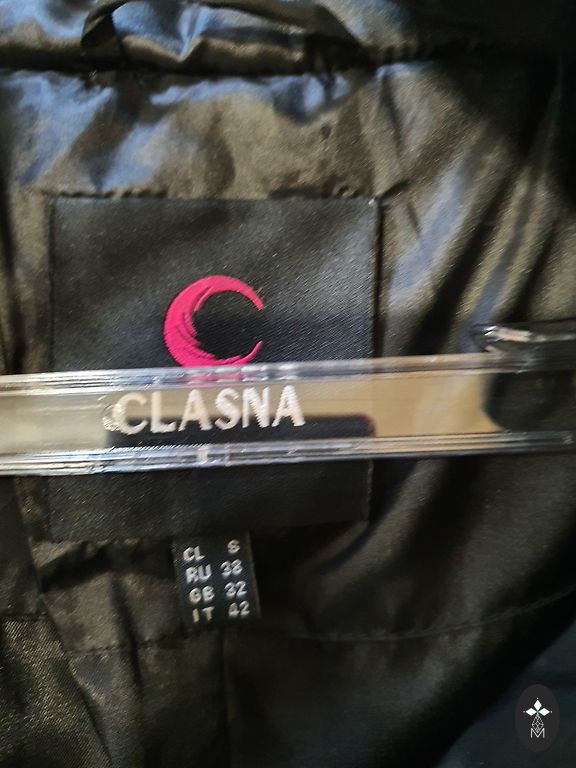 CLASNA
CL S
RU 38
GB 32
IT 42
M